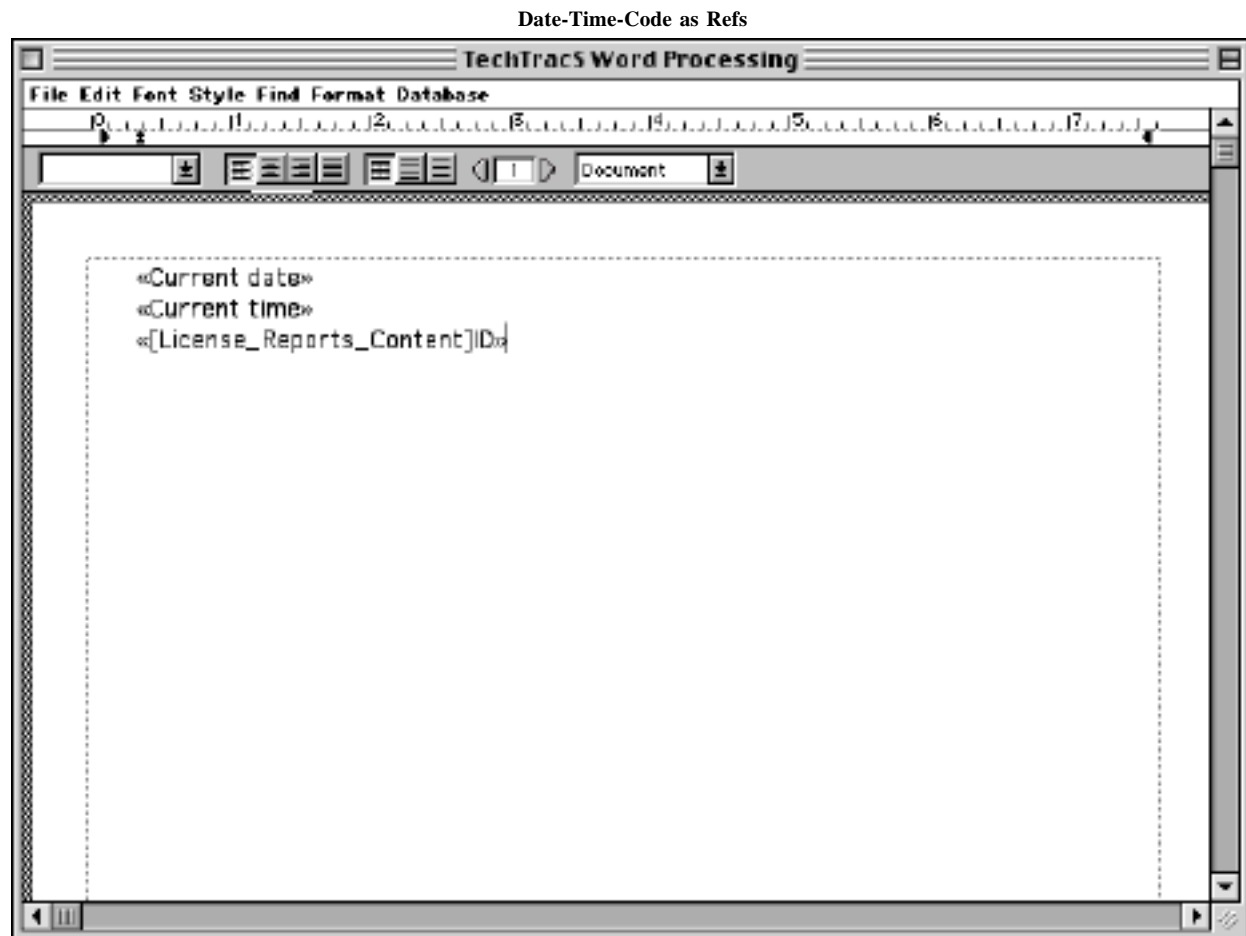 Date-Time-Code as Refs
TechTracS Word Processing
File Edit Font Style Find Format Database
0 1 2 3 4 5 6 7
1 Document
«Current date»
«Current time»
«[License_Reports_Content]ID»